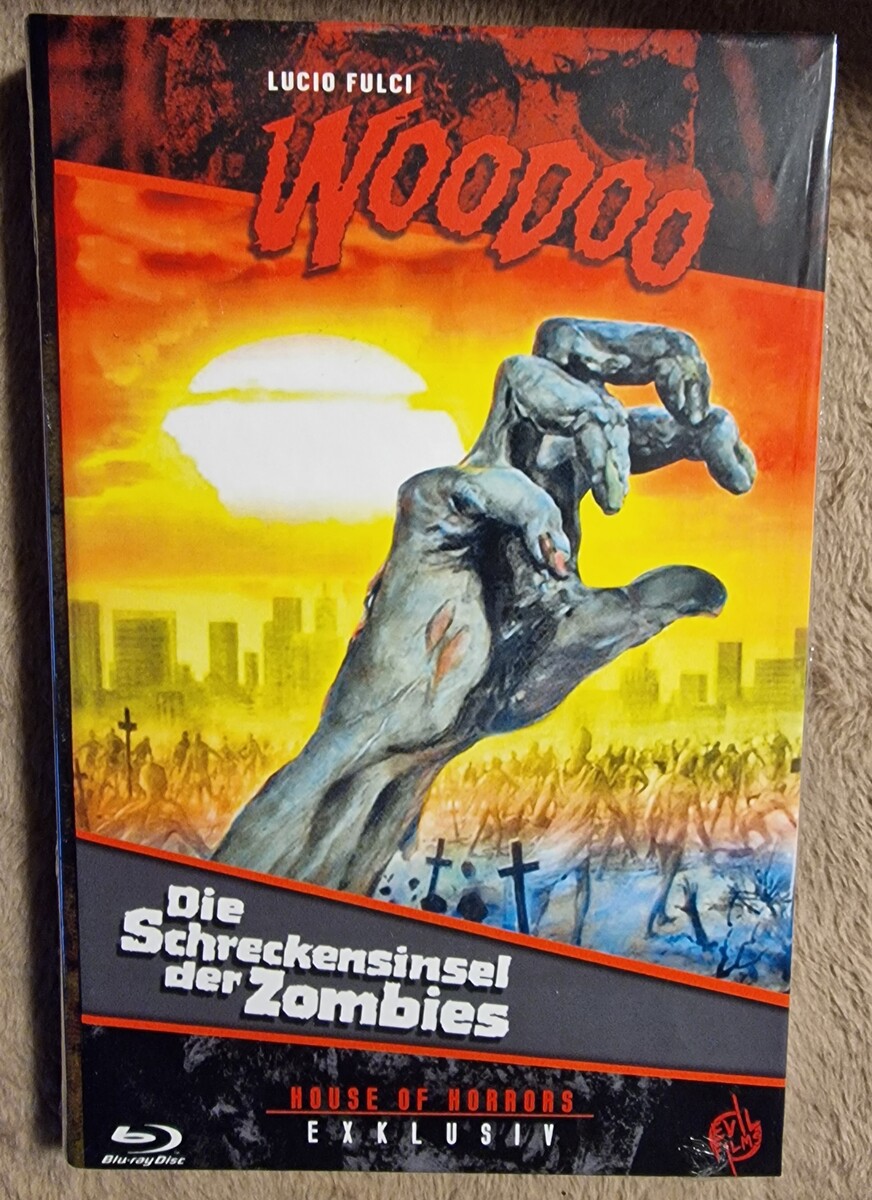 LUCIO FULCI
WOODOO
Die
Schreckensinsel
der Zombies
HOUSE OF HORRORS
EXKLUSIV
Blu-ray Disc
EVIL
FILMS